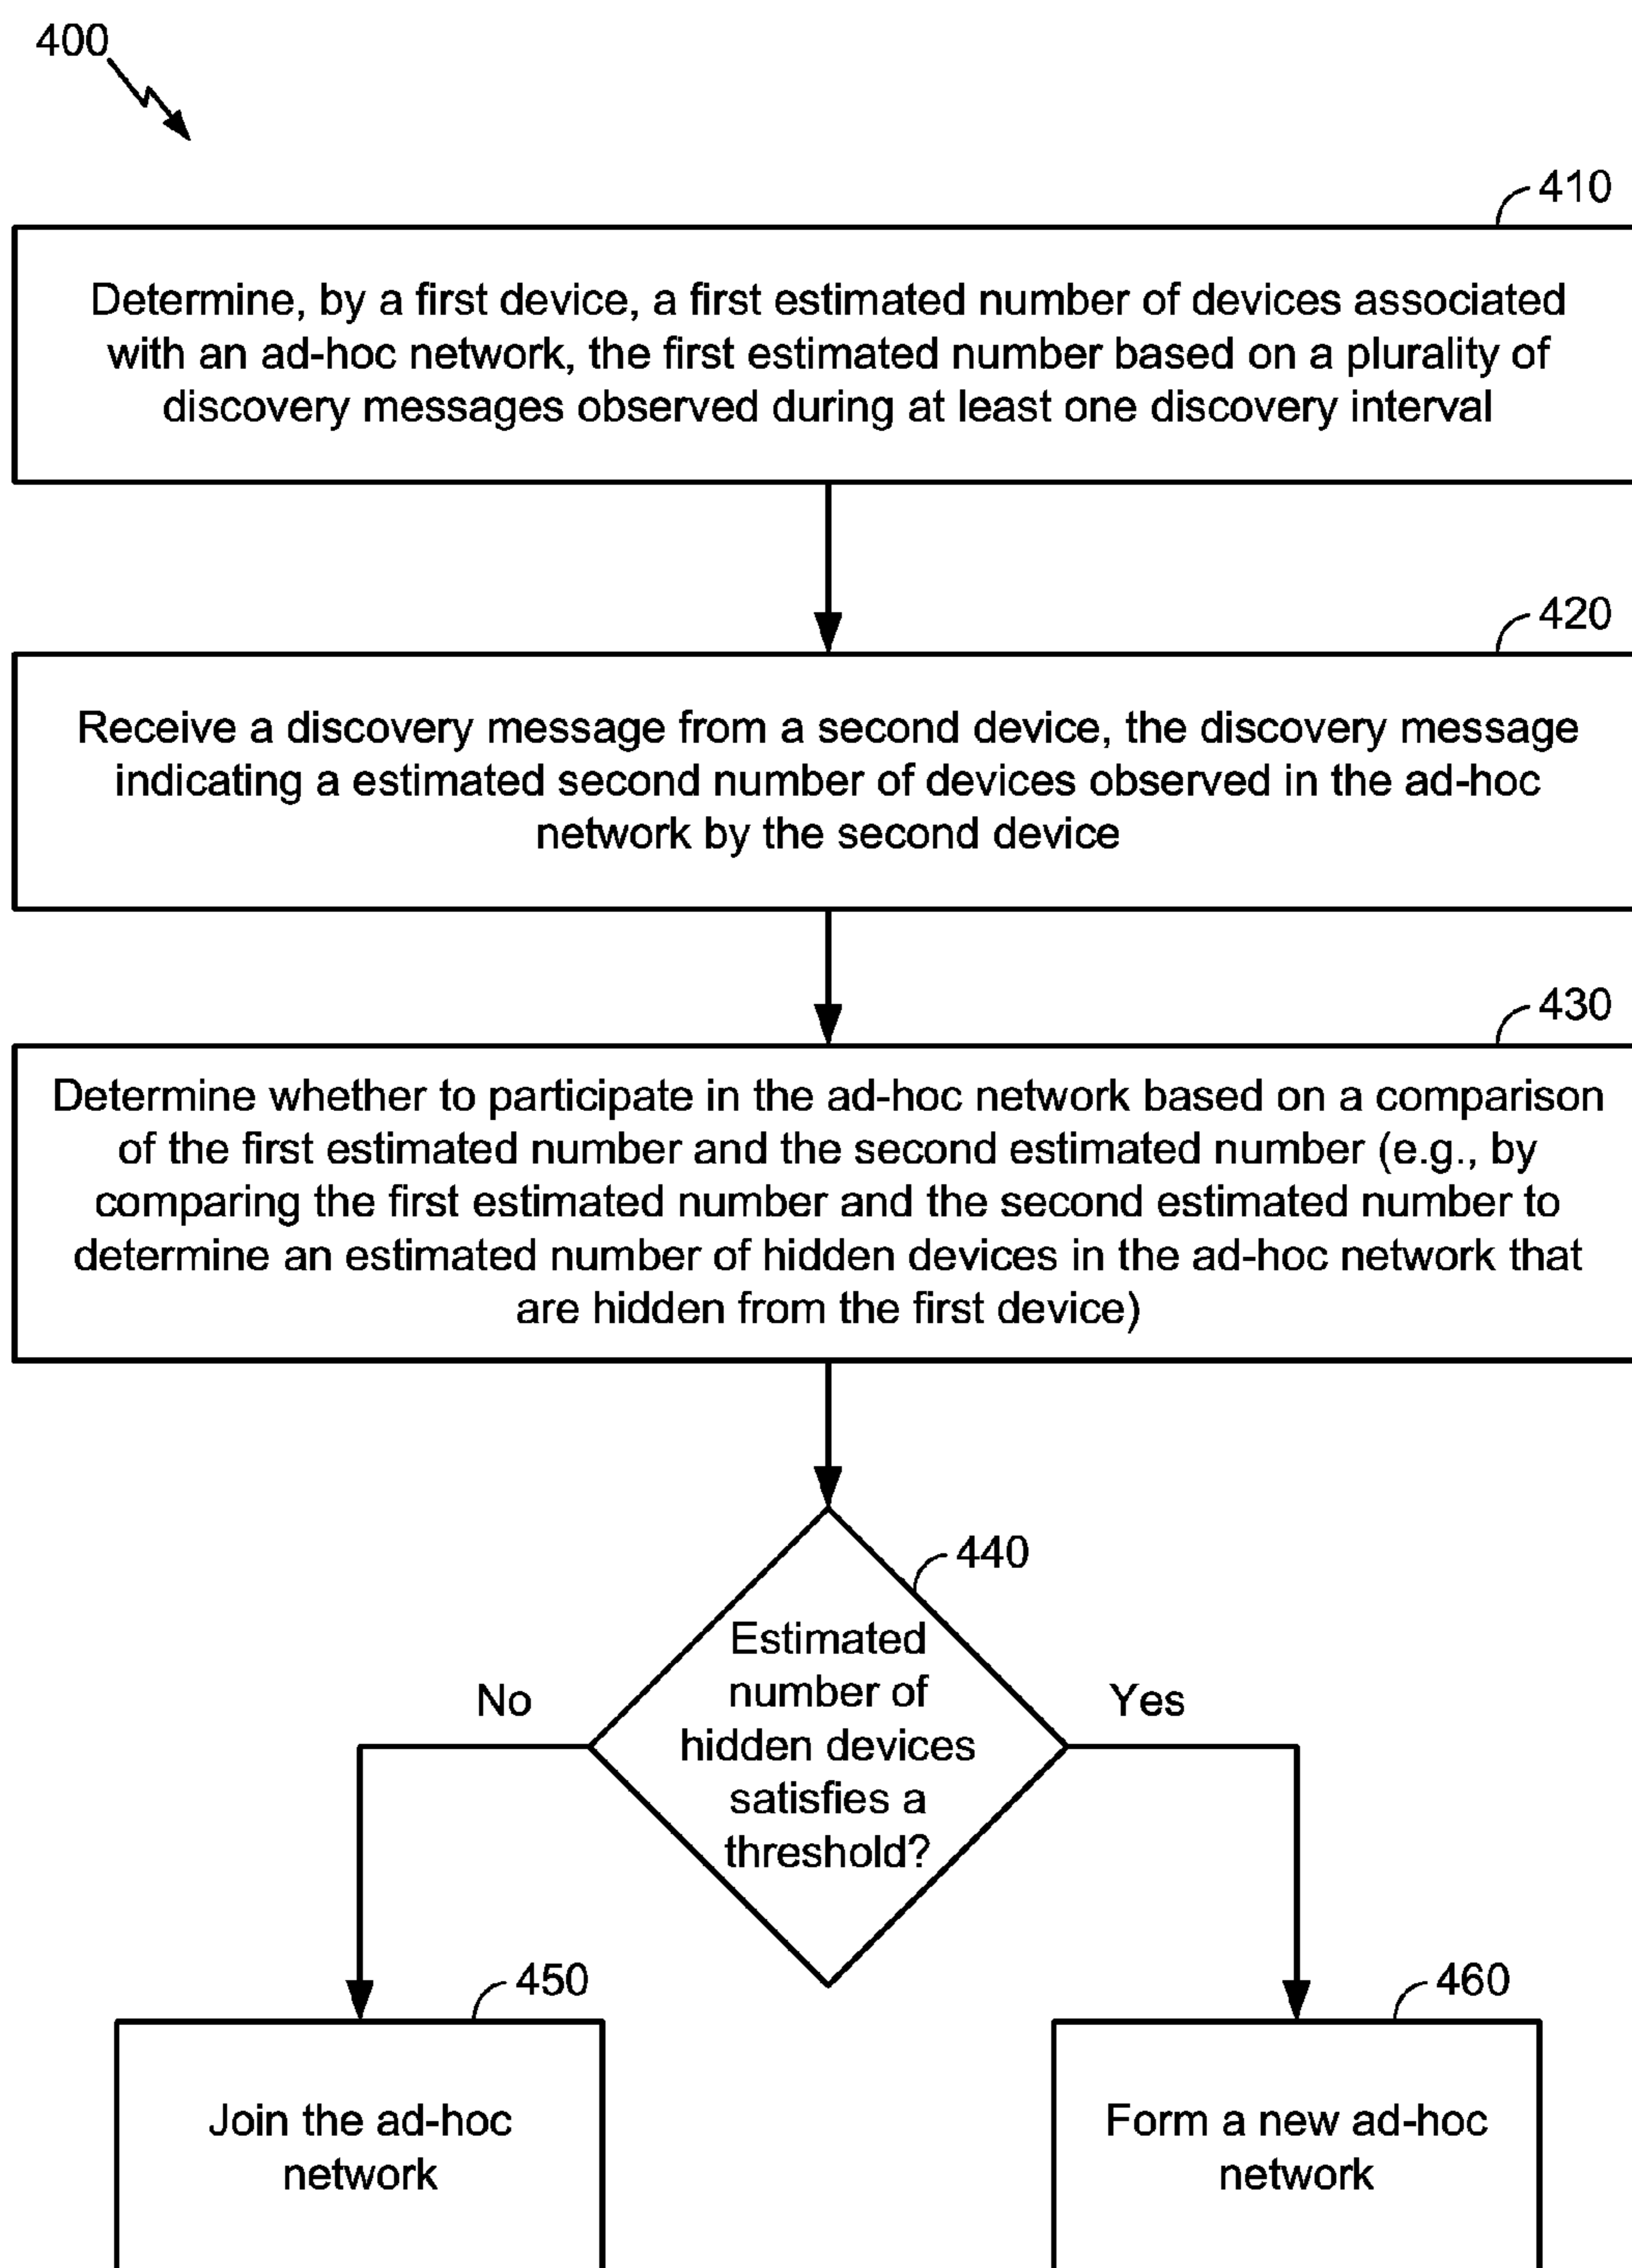 400
410
Determine, by a first device, a first estimated number of devices associated
with an ad-hoc network, the first estimated number based on a plurality of
discovery messages observed during at least one discovery interval
420
Receive a discovery message from a second device, the discovery message
indicating a estimated second number of devices observed in the ad-hoc
network by the second device
430
Determine whether to participate in the ad-hoc network based on a comparison
of the first estimated number and the second estimated number (e.g., by
comparing the first estimated number and the second estimated number to
determine an estimated number of hidden devices in the ad-hoc network that
are hidden from the first device)
440
Estimated
number of
hidden devices
satisfies a
threshold?
No
Yes
450
Join the ad-hoc
network
460
Form a new ad-hoc
network